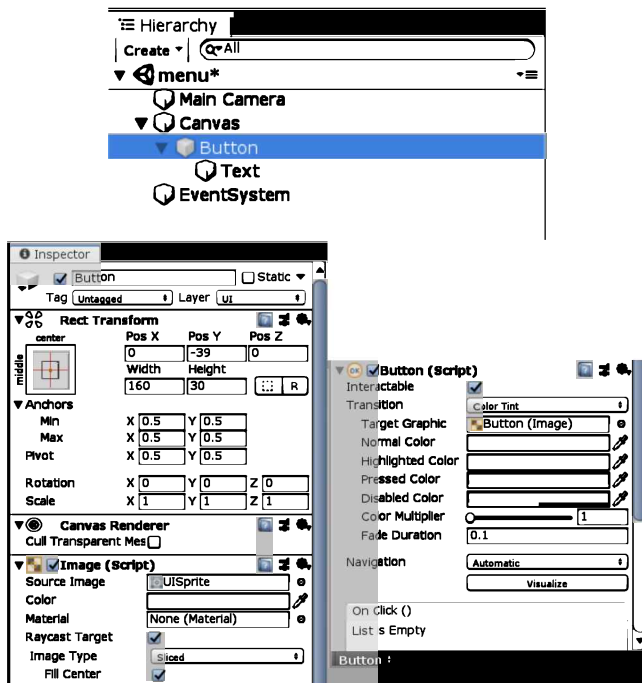 Hierarchy
Create All
menu*
Main Camera
Canvas
Button
Text
EventSystem
Inspector
Button Static
Tag Untagged Layer UI
Rect Transform
center Pos X Pos Y Pos Z
middle
0 -39 0
Width Height
160 30 R
Anchors
Min X 0.5 Y 0.5
Max X 0.5 Y 0.5
Pivot X 0.5 Y 0.5
Rotation X 0 Y 0 Z 0
Scale X 1 Y 1 Z 1
Canvas Renderer
Cull Transparent Mes
Image (Script)
Source Image UISprite
Color
Material None (Material)
Raycast Target
Image Type Sliced
Fill Center
OK Button (Script)
Interactable
Transition Color Tint
Target Graphic Button (Image)
Normal Color
Highlighted Color
Pressed Color
Disabled Color
Color Multiplier 1
Fade Duration 0.1
Navigation Automatic
Visualize
On Click ()
List is Empty
Button